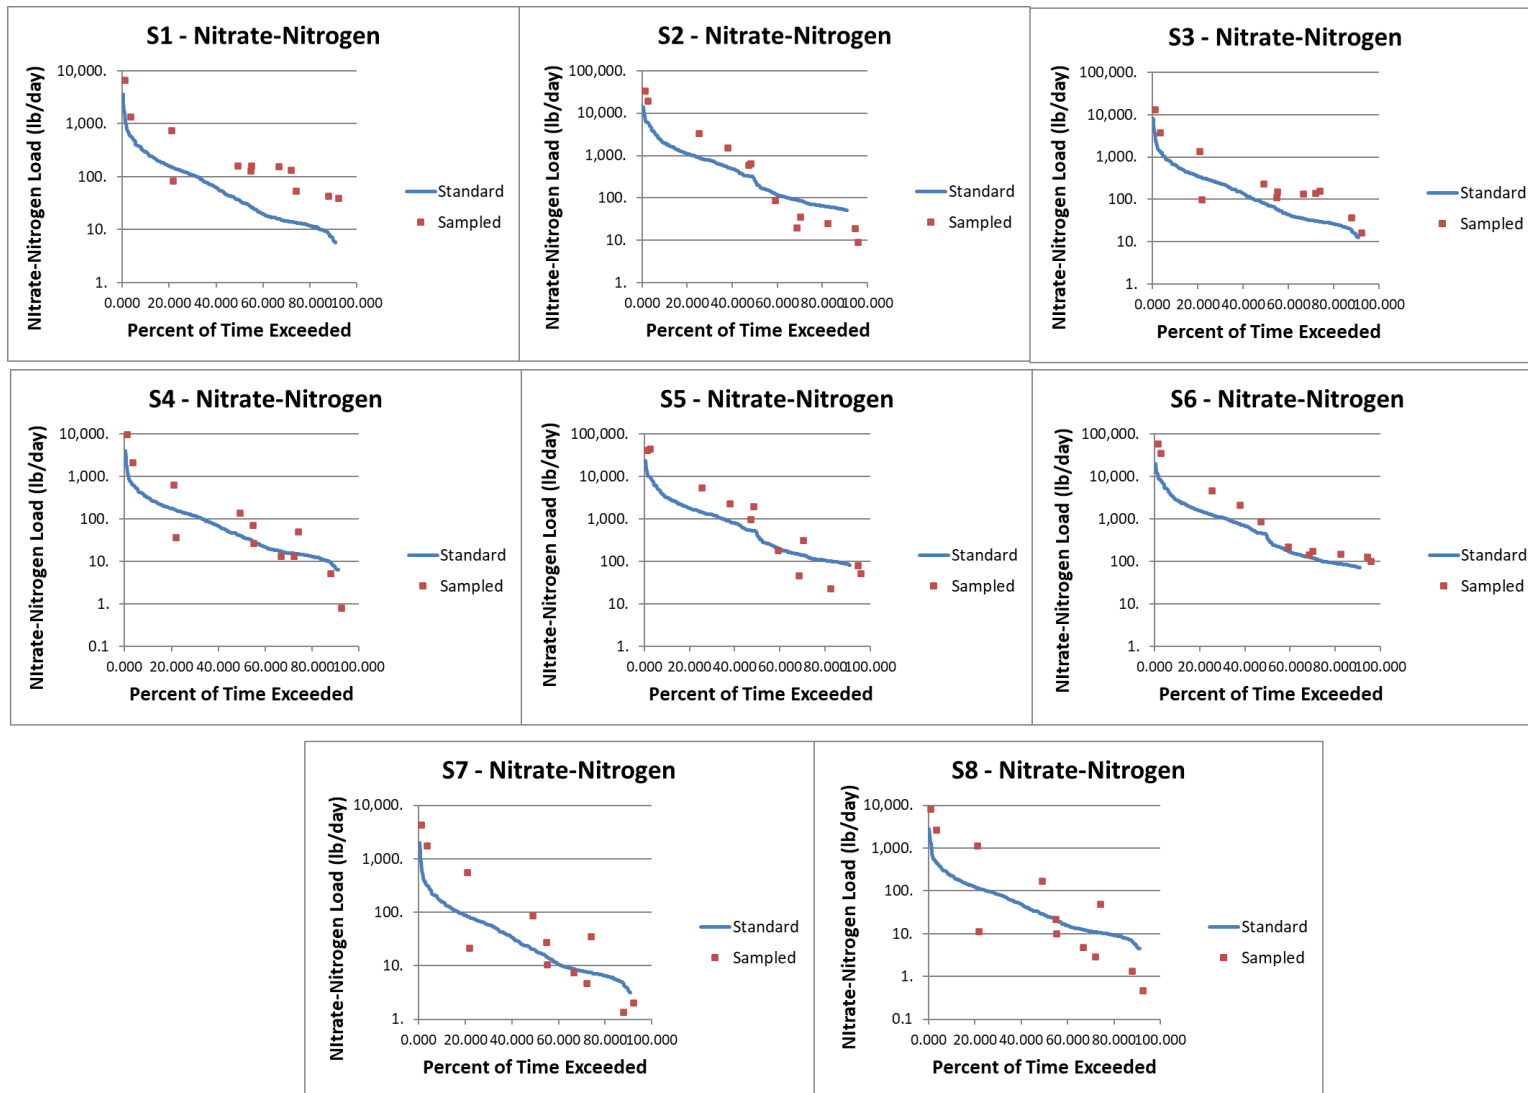 S1 - Nitrate-Nitrogen
NItrate-Nitrogen Load (lb/day)
10,000.
1,000.
100.
10.
1.
0.000 20.000 40.000 60.000 80.000 100.000
Percent of Time Exceeded
Standard
Sampled
S2 - Nitrate-Nitrogen
NItrate-Nitrogen Load (lb/day)
100,000.
10,000.
1,000.
100.
10.
1.
0.000 20.000 40.000 60.000 80.000 100.000
Percent of Time Exceeded
Standard
Sampled
S3 - Nitrate-Nitrogen
NItrate-Nitrogen Load (lb/day)
100,000.
10,000.
1,000.
100.
10.
1.
0.000 20.000 40.000 60.000 80.000 100.000
Percent of Time Exceeded
Standard
Sampled
S4 - Nitrate-Nitrogen
NItrate-Nitrogen Load (lb/day)
10,000.
1,000.
100.
10.
1.
0.1
0.000 20.000 40.000 60.000 80.000 100.000
Percent of Time Exceeded
Standard
Sampled
S5 - Nitrate-Nitrogen
NItrate-Nitrogen Load (lb/day)
100,000.
10,000.
1,000.
100.
10.
1.
0.000 20.000 40.000 60.000 80.000 100.000
Percent of Time Exceeded
Standard
Sampled
S6 - Nitrate-Nitrogen
NItrate-Nitrogen Load (lb/day)
100,000.
10,000.
1,000.
100.
10.
1.
0.000 20.000 40.000 60.000 80.000 100.000
Percent of Time Exceeded
Standard
Sampled
S7 - Nitrate-Nitrogen
NItrate-Nitrogen Load (lb/day)
10,000.
1,000.
100.
10.
1.
0.000 20.000 40.000 60.000 80.000 100.000
Percent of Time Exceeded
Standard
Sampled
S8 - Nitrate-Nitrogen
NItrate-Nitrogen Load (lb/day)
10,000.
1,000.
100.
10.
1.
0.1
0.000 20.000 40.000 60.000 80.000 100.000
Percent of Time Exceeded
Standard
Sampled